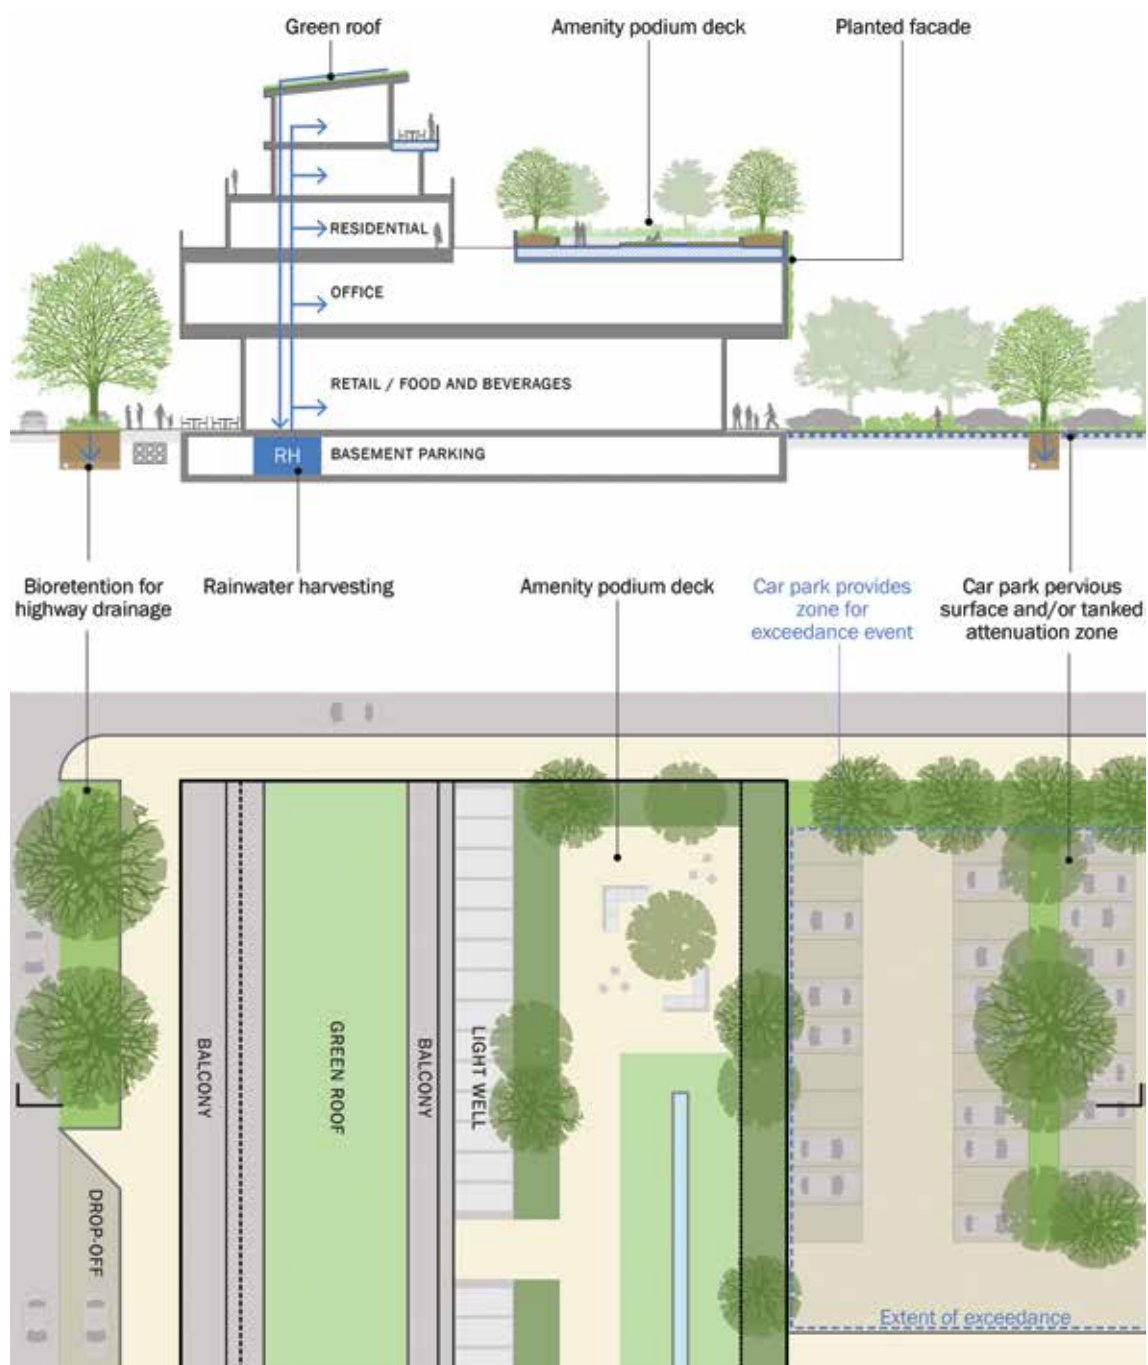 Green roof
Amenity podium deck
Planted facade
RESIDENTIAL
OFFICE
RETAIL / FOOD AND BEVERAGES
RH
BASEMENT PARKING
Bioretention for
highway drainage
Rainwater harvesting
Amenity podium deck
Car park provides
zone for
exceedance event
Car park pervious
surface and/or tanked
attenuation zone
BALCONY
GREEN ROOF
BALCONY
LIGHT WELL
DROP-OFF
Extent of exceedance